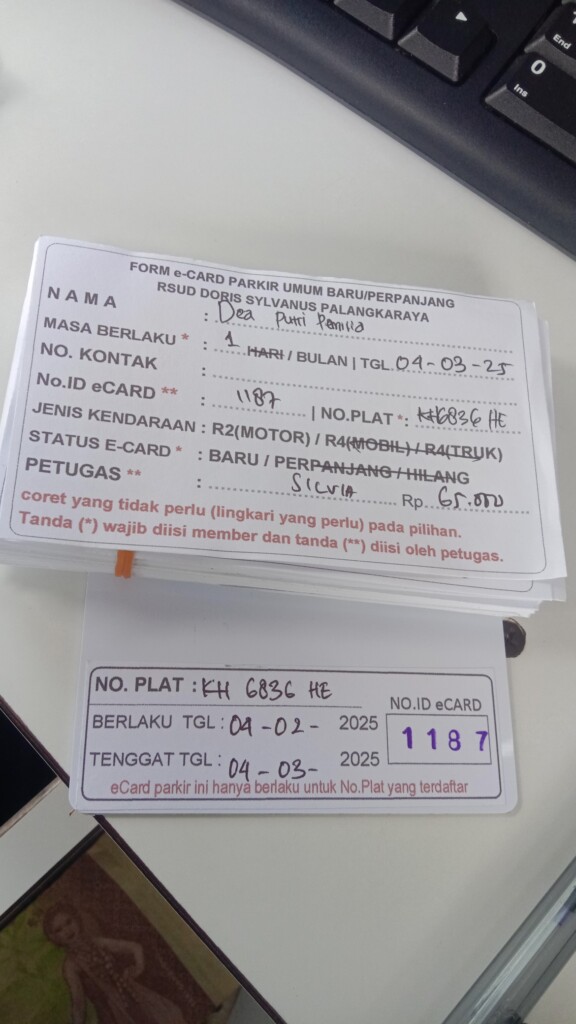 End
0
Ins
FORM e-CARD PARKIR UMUM BARU/PERPANJANG
RSUD DORIS SYLVANUS PALANGKARAYA
NAMA : Dea Putri Pemila
MASA BERLAKU * : 1 HARI / BULAN | TGL. 04-03-25
NO. KONTAK :
No.ID eCARD ** : 1187 | NO.PLAT *: KH6836 HE
JENIS KENDARAAN : R2(MOTOR) / R4(MOBIL) / R4(TRUK)
STATUS E-CARD * : BARU / PERPANJANG / HILANG
PETUGAS ** : SILVIA Rp. 65.000
coret yang tidak perlu (lingkari yang perlu) pada pilihan.
Tanda (*) wajib diisi member dan tanda (**) diisi oleh petugas.
NO. PLAT : KH 6836 HE
NO.ID eCARD
BERLAKU TGL : 04-02- 2025
1187
TENGGAT TGL : 04-03- 2025
eCard parkir ini hanya berlaku untuk No.Plat yang terdaftar